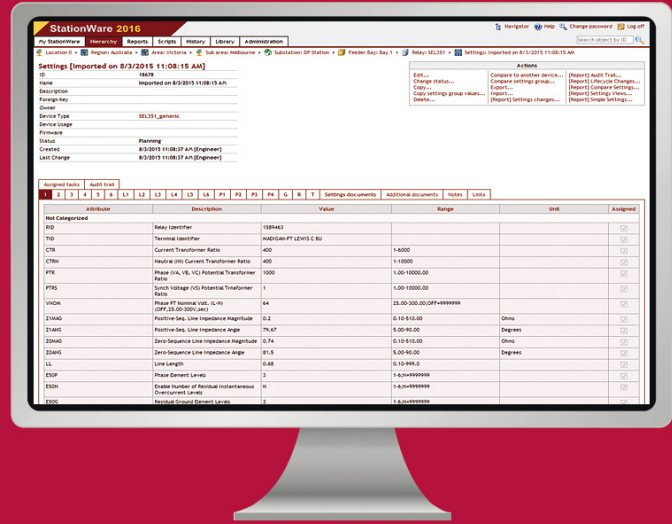 StationWare 2016
Navigator Help Change password Log off
My StationWare Hierarchy Reports Scripts History Library Administration
Search object by ID
Location 0 » Region: Australia » Area: Victoria » Sub area: Melbourne » Substation: DP Station » Feeder Bay: Bay 1 » Relay: SEL351 » Settings: Imported on 8/3/2015 11:08:15 AM
Settings [Imported on 8/3/2015 11:08:15 AM]
ID 18678
Name Imported on 8/3/2015 11:08:15 AM
Description
Foreign Key
Owner
Device Type SEL351_generic
Device Usage
Firmware
Status Planning
Created 8/3/2015 11:08:37 AM [Engineer]
Last Change 8/3/2015 11:08:37 AM [Engineer]
Actions
Edit... Compare to another device... [Report] Audit Trail...
Change status... Compare settings group... [Report] Lifecycle Changes...
Copy... Export... [Report] Compare Settings...
Copy settings group values... Import... [Report] Settings Views...
Delete... [Report] Settings changes... [Report] Simple Settings...
Assigned tasks Audit trail
1 2 3 4 5 6 L1 L2 L3 L4 L5 L6 P1 P2 P3 P4 G R T Settings documents Additional documents Notes Links
Attribute Description Value Range Unit Assigned
Not Categorized
RID Relay Identifier 1589463
TID Terminal Identifier MADIGAN-FT LEWIS C BU
CTR Current Transformer Ratio 400 1-6000
CTRN Neutral (IN) Current Transformer Ratio 400 1-10000
PTR Phase (VA, VB, VC) Potential Transformer Ratio 1000 1.00-10000.00
PTRS Synch Voltage (VS) Potential Trnaformer Ratio 1 1.00-10000.00
VNOM Phase PT Nominal Volt. (L-N) (OFF,25.00-300V,sec) 64 25.00-300.00;OFF=9999999
Z1MAG Positive-Seq. Line Impedance Magnitude 0.2 0.10-510.00 Ohms
Z1ANG Positive-Seq. Line Impedance Angle 79.67 5.00-90.00 Degrees
Z0MAG Zero-Sequence Line Impedance Magnitude 0.74 0.10-510.00 Ohms
Z0ANG Zero-Sequence Line Impedance Angle 81.5 5.00-90.00 Degrees
LL Line Length 0.68 0.10-999.0
E50P Phase Element Levels 3 1-6;N=9999999
E50N Enable Number of Residual Instantaneous Overcurrent Levels N 1-6;N=9999999
E50G Residual Ground Element Levels 3 1-6;N=9999999